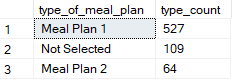 type_of_meal_plan type_count
1 Meal Plan 1 527
2 Not Selected 109
3 Meal Plan 2 64